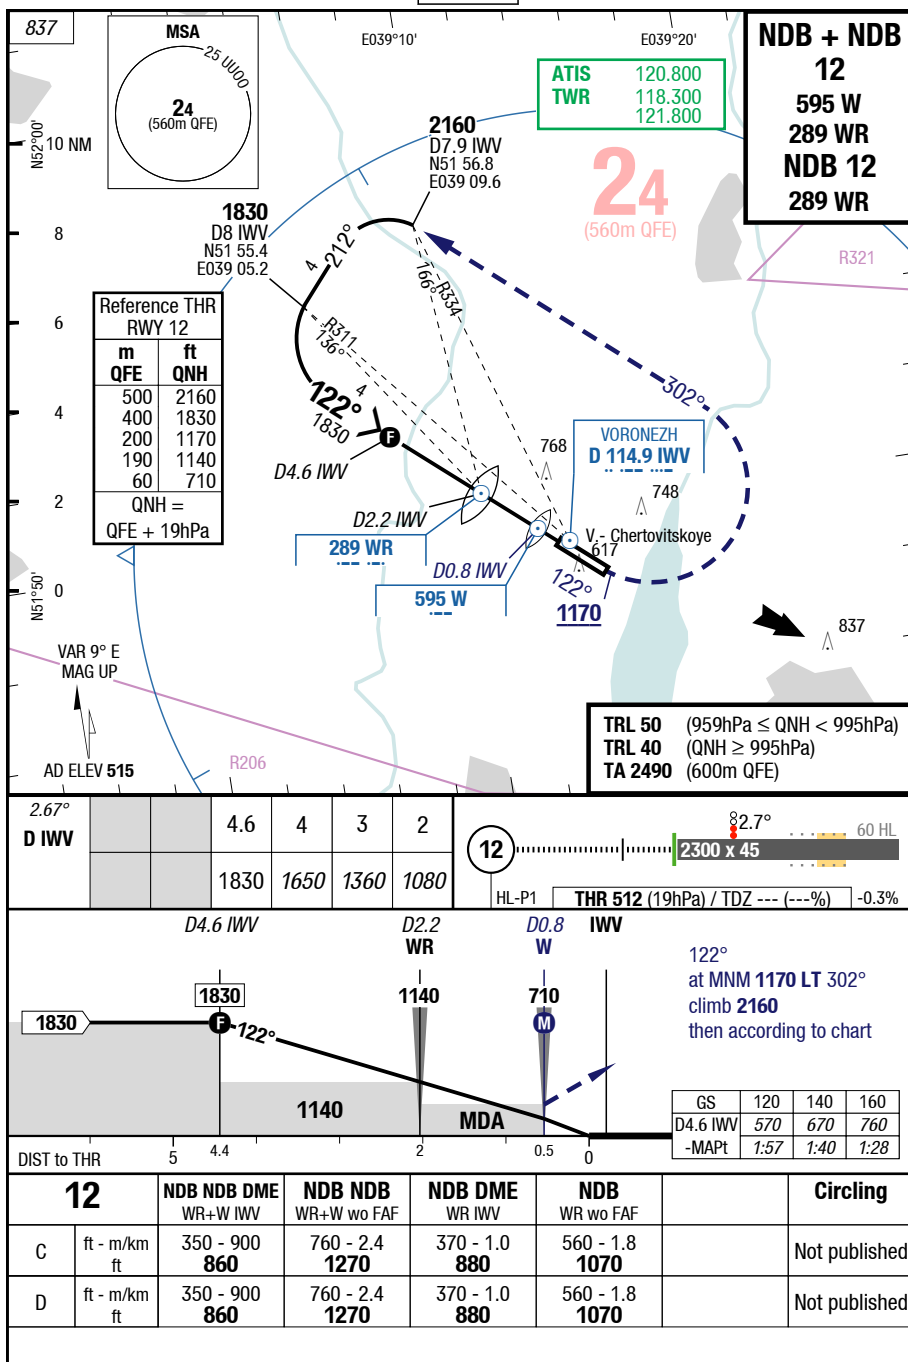 837
MSA
25 UUOO
24
(560m QFE)
E039°10'
E039°20'
NDB + NDB
12
595 W
289 WR
NDB 12
289 WR
ATIS 120.800
TWR 118.300
121.800
N52°00'
10 NM
2160
D7.9 IWV
N51 56.8
E039 09.6
24
(560m QFE)
1830
D8 IWV
N51 55.4
E039 05.2
8
4
212°
R321
166°
R334
Reference THR
RWY 12
m ft
QFE QNH
500 2160
400 1830
200 1170
190 1140
60 710
QNH =
QFE + 19hPa
6
R311
136°
302°
4
122°
4
1830
F
D4.6 IWV
768
VORONEZH
D 114.9 IWV
748
2
D2.2 IWV
289 WR
V.- Chertovitskoye
617
D0.8 IWV
595 W
122°
1170
N51°50'
0
837
VAR 9° E
MAG UP
AD ELEV 515
R206
TRL 50 (959hPa ≤ QNH < 995hPa)
TRL 40 (QNH ≥ 995hPa)
TA 2490 (600m QFE)
2.67°
D IWV 4.6 4 3 2
1830 1650 1360 1080
12
2.7°
60 HL
2300 x 45
HL-P1 THR 512 (19hPa) / TDZ --- (---%) -0.3%
D4.6 IWV D2.2 D0.8 IWV
WR W
1830 1140 710
1830
F
122°
M
1140
MDA
122°
at MNM 1170 LT 302°
climb 2160
then according to chart
GS 120 140 160
D4.6 IWV 570 670 760
-MAPt 1:57 1:40 1:28
DIST to THR 5 4.4 2 0.5 0
12 NDB NDB DME NDB NDB NDB DME NDB Circling
WR+W IWV WR+W wo FAF WR IWV WR wo FAF
C ft - m/km 350 - 900 760 - 2.4 370 - 1.0 560 - 1.8 Not published
ft 860 1270 880 1070
D ft - m/km 350 - 900 760 - 2.4 370 - 1.0 560 - 1.8 Not published
ft 860 1270 880 1070